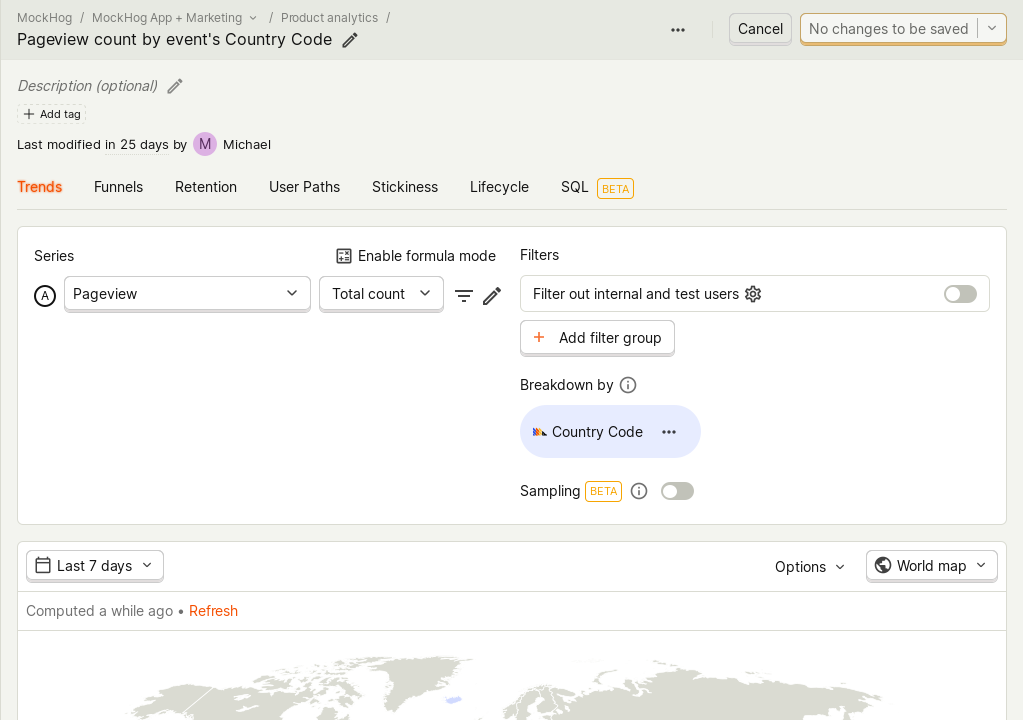 MockHog / MockHog App + Marketing / Product analytics /
Pageview count by event's Country Code
Cancel
No changes to be saved
Description (optional)
Add tag
Last modified in 25 days by M Michael
Trends Funnels Retention User Paths Stickiness Lifecycle SQL BETA
Series
Enable formula mode
A Pageview Total count
Filters
Filter out internal and test users
+ Add filter group
Breakdown by
Country Code
Sampling BETA
Last 7 days
Options
World map
Computed a while ago • Refresh